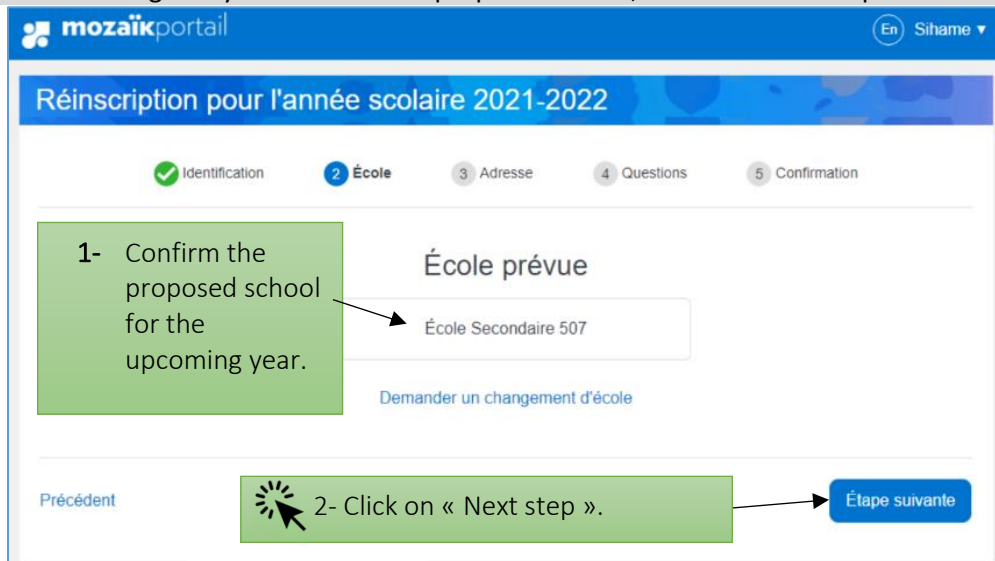 mozaïkportail
En Sihame ▾
Réinscription pour l'année scolaire 2021-2022
Identification 2 École 3 Adresse 4 Questions 5 Confirmation
1- Confirm the
proposed school
for the
upcoming year.
École prévue
École Secondaire 507
Demander un changement d'école
Précédent
2- Click on « Next step ».
Étape suivante